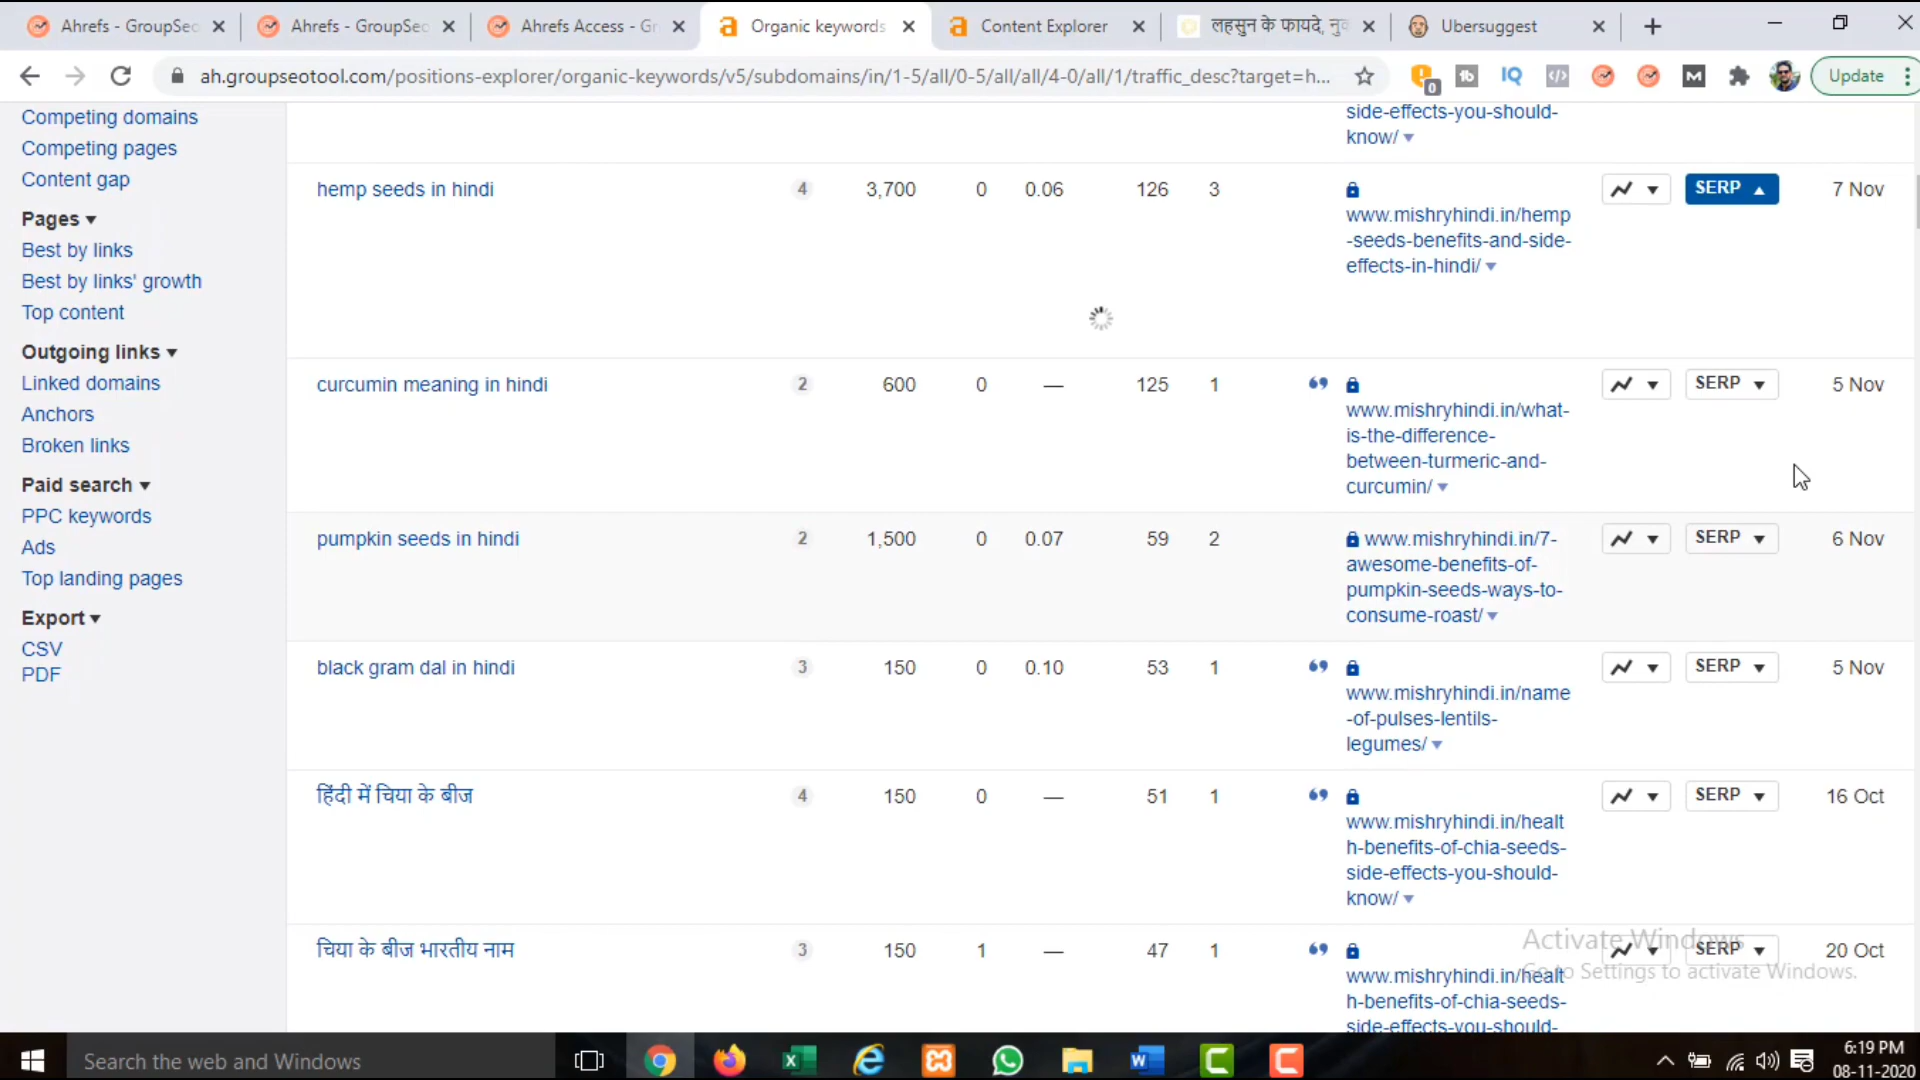 Ahrefs - GroupSeo
Ahrefs - GroupSeo
Ahrefs Access - Gr
Organic keywords
Content Explorer
लहसुन के फायदे, नु
Ubersuggest
ah.groupseotool.com/positions-explorer/organic-keywords/v5/subdomains/in/1-5/all/0-5/all/all/4-0/all/1/traffic_desc?target=h...
0
1b
IQ
M
Update
Competing domains
Competing pages
Content gap
Pages
Best by links
Best by links' growth
Top content
Outgoing links
Linked domains
Anchors
Broken links
Paid search
PPC keywords
Ads
Top landing pages
Export
CSV
PDF
side-effects-you-should-
know/
hemp seeds in hindi 4 3,700 0 0.06 126 3 SERP 7 Nov
www.mishryhindi.in/hemp
-seeds-benefits-and-side-
effects-in-hindi/
curcumin meaning in hindi 2 600 0 — 125 1 SERP 5 Nov
www.mishryhindi.in/what-
is-the-difference-
between-turmeric-and-
curcumin/
pumpkin seeds in hindi 2 1,500 0 0.07 59 2 www.mishryhindi.in/7- SERP 6 Nov
awesome-benefits-of-
pumpkin-seeds-ways-to-
consume-roast/
black gram dal in hindi 3 150 0 0.10 53 1 SERP 5 Nov
www.mishryhindi.in/name
-of-pulses-lentils-
legumes/
हिंदी में चिया के बीज 4 150 0 — 51 1 SERP 16 Oct
www.mishryhindi.in/healt
h-benefits-of-chia-seeds-
side-effects-you-should-
know/
चिया के बीज भारतीय नाम 3 150 1 — 47 1 SERP 20 Oct
www.mishryhindi.in/healt
h-benefits-of-chia-seeds-
side-effects-you-should-
Activate Windows
Go to Settings to activate Windows.
Search the web and Windows
6:19 PM
08-11-2020